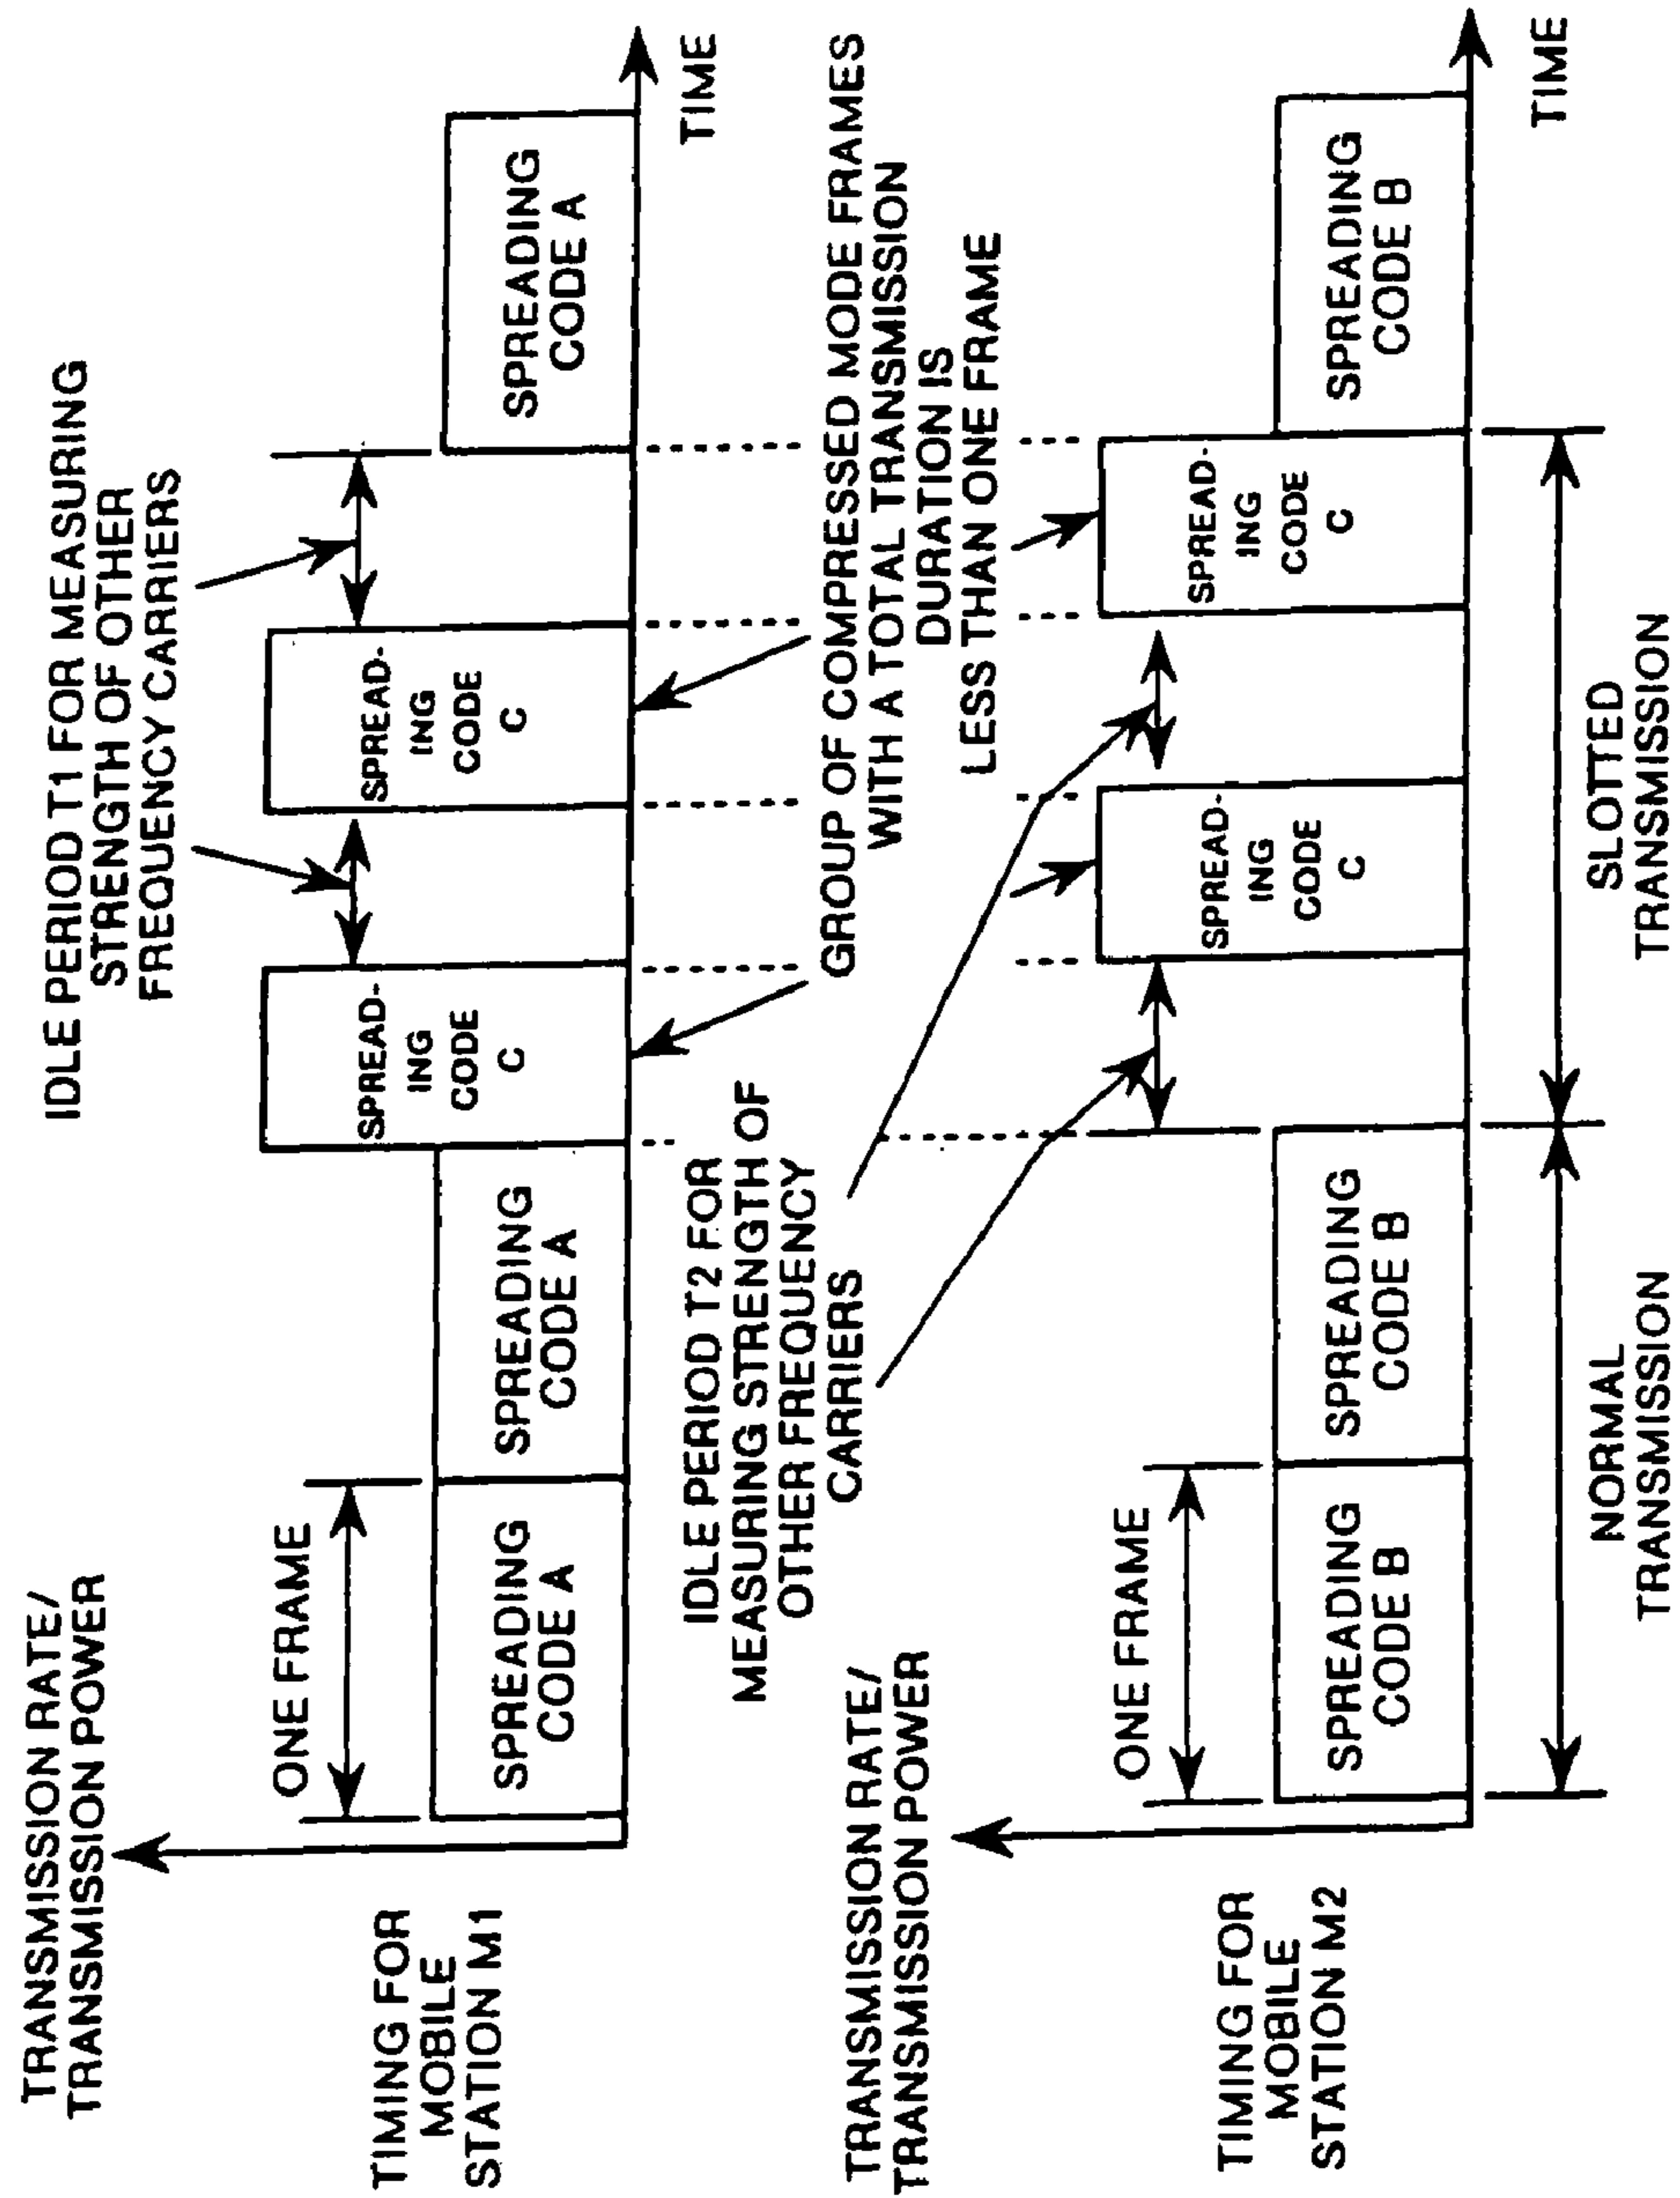 TRANSMISSION RATE/
TRANSMISSION POWER
IDLE PERIOD T1 FOR MEASURING
STRENGTH OF OTHER
FREQUENCY CARRIERS
TIMING FOR
MOBILE
STATION M1
ONE FRAME
SPREADING
CODE A
SPREADING
CODE A
SPREAD-
ING
CODE
C
SPREAD-
ING
CODE
C
SPREADING
CODE A
TIME
IDLE PERIOD T2 FOR
MEASURING STRENGTH OF
OTHER FREQUENCY
CARRIERS
GROUP OF COMPRESSED MODE FRAMES
WITH A TOTAL TRANSMISSION
DURATION IS
LESS THAN ONE FRAME
TRANSMISSION RATE/
TRANSMISSION POWER
TIMING FOR
MOBILE
STATION M2
ONE FRAME
SPREADING
CODE B
SPREADING
CODE B
SPREAD-
ING
CODE
C
SPREAD-
ING
CODE
C
SPREADING
CODE B
TIME
NORMAL
TRANSMISSION
SLOTTED
TRANSMISSION